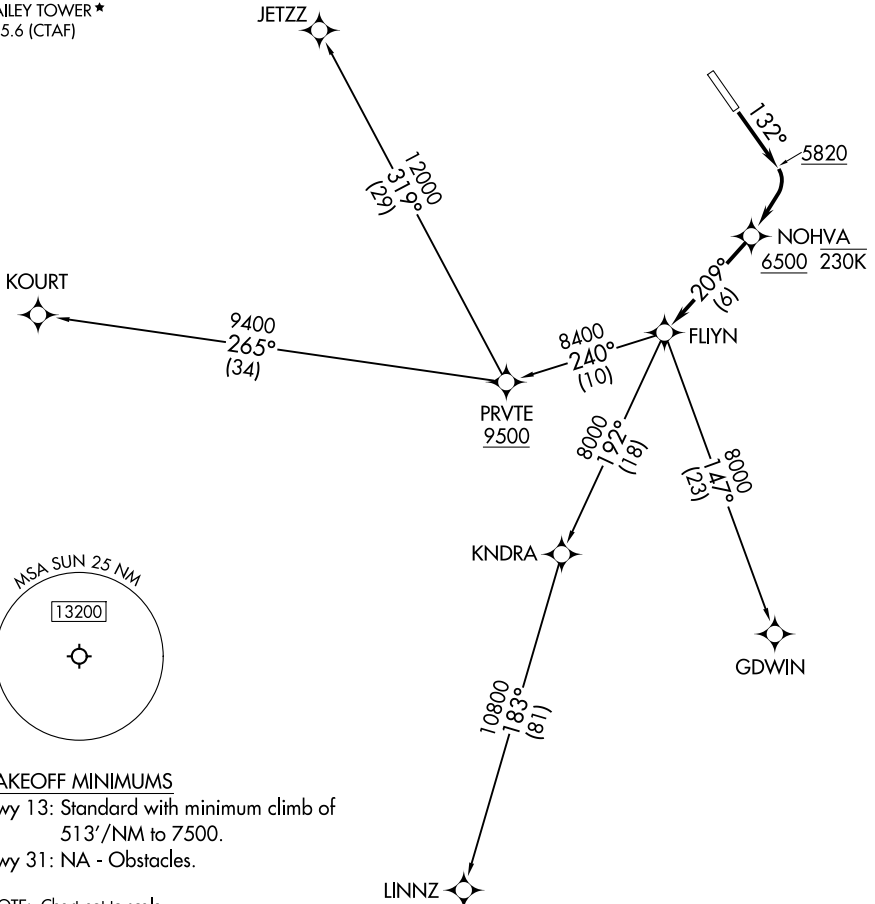 AILEY TOWER★
5.6 (CTAF)
JETZZ
132°
5820
12000
319°
(29)
NOHVA
6500 230K
209°
(6)
KOURT
9400
265°
(34)
8400
240°
(10)
FLIYN
PRVTE
9500
8000
192°
(18)
8000
147°
(23)
KNDRA
MSA SUN 25 NM
13200
GDWIN
10800
183°
(81)
AKEOFF MINIMUMS
wy 13: Standard with minimum climb of
513'/NM to 7500.
wy 31: NA - Obstacles.
LINNZ